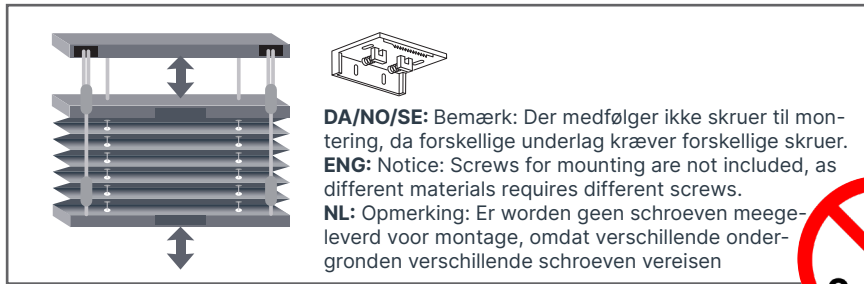 DA/NO/SE: Bemærk: Der medfølger ikke skruer til mon-
tering, da forskellige underlag kræver forskellige skruer.
ENG: Notice: Screws for mounting are not included, as
different materials requires different screws.
NL: Opmerking: Er worden geen schroeven meege-
leverd voor montage, omdat verschillende onder-
gronden verschillende schroeven vereisen